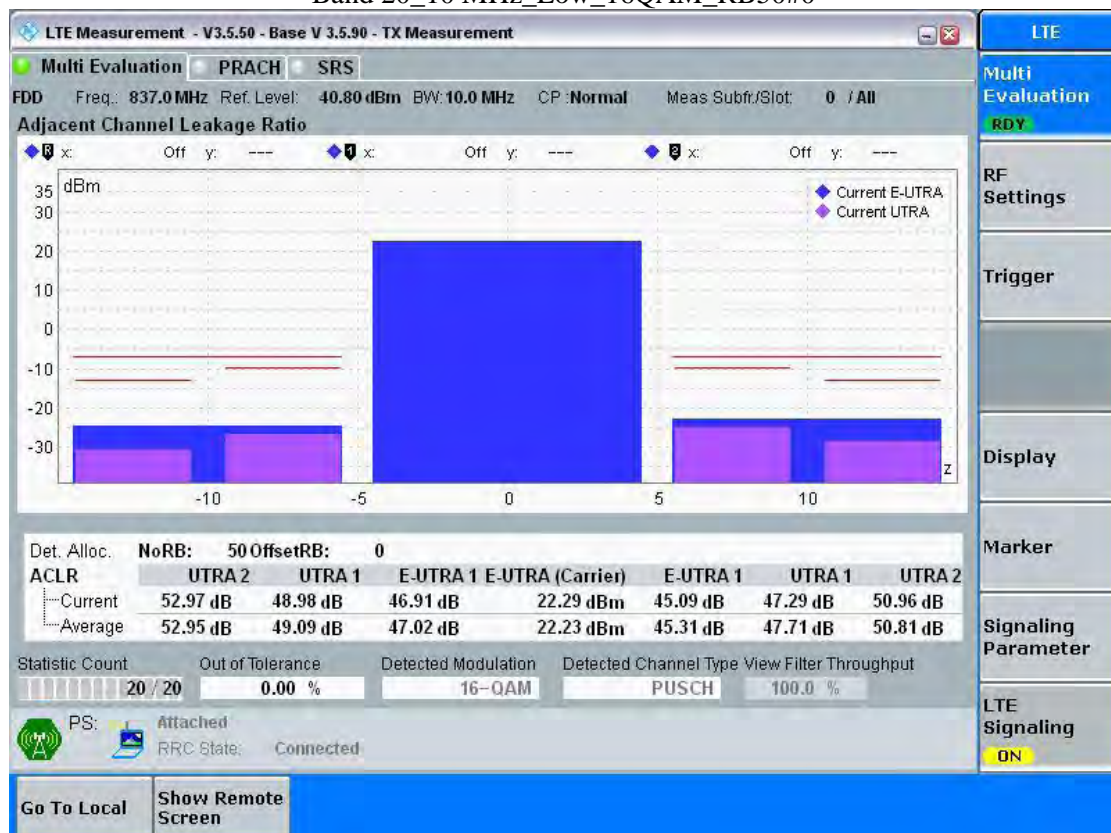 Band 20_10 MHz_Low_16QAM_RB50#0
LTE Measurement - V3.5.50 - Base V 3.5.90 - TX Measurement
LTE
Multi Evaluation PRACH SRS
Multi Evaluation
RDY
FDD Freq.: 837.0 MHz Ref. Level: 40.80 dBm BW: 10.0 MHz CP :Normal Meas Subfr./Slot: 0 / All
Adjacent Channel Leakage Ratio
R x: Off y: --- 1 x: Off y: --- 2 x: Off y: ---
dBm
Current E-UTRA
Current UTRA
35
30
20
10
0
-10
-20
-30
z
-10 -5 0 5 10
RF Settings
Trigger
Display
Marker
Signaling Parameter
LTE Signaling
ON
Det. Alloc. NoRB: 50 OffsetRB: 0
ACLR UTRA 2 UTRA 1 E-UTRA 1 E-UTRA (Carrier) E-UTRA 1 UTRA 1 UTRA 2
Current 52.97 dB 48.98 dB 46.91 dB 22.29 dBm 45.09 dB 47.29 dB 50.96 dB
Average 52.95 dB 49.09 dB 47.02 dB 22.23 dBm 45.31 dB 47.71 dB 50.81 dB
Statistic Count Out of Tolerance Detected Modulation Detected Channel Type View Filter Throughput
20 / 20 0.00 % 16-QAM PUSCH 100.0 %
PS: Attached
RRC State: Connected
Go To Local
Show Remote Screen